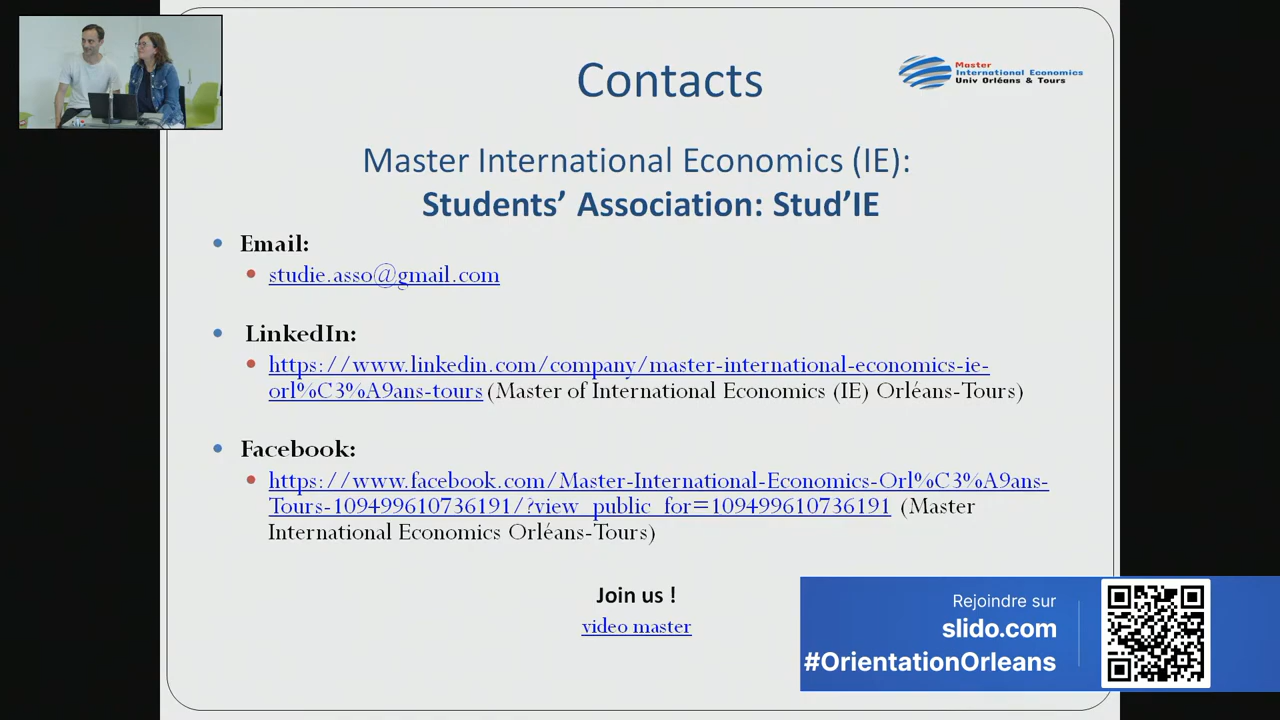 Contacts
Master
International Economics
Univ Orléans & Tours
Master International Economics (IE):
Students’ Association: Stud’IE
Email:
studie.asso@gmail.com
LinkedIn:
https://www.linkedin.com/company/master-international-economics-ie-
orl%C3%A9ans-tours (Master of International Economics (IE) Orléans-Tours)
Facebook:
https://www.facebook.com/Master-International-Economics-Orl%C3%A9ans-
Tours-109499610736191/?view_public_for=109499610736191 (Master
International Economics Orléans-Tours)
Join us !
video master
Rejoindre sur
slido.com
#OrientationOrleans